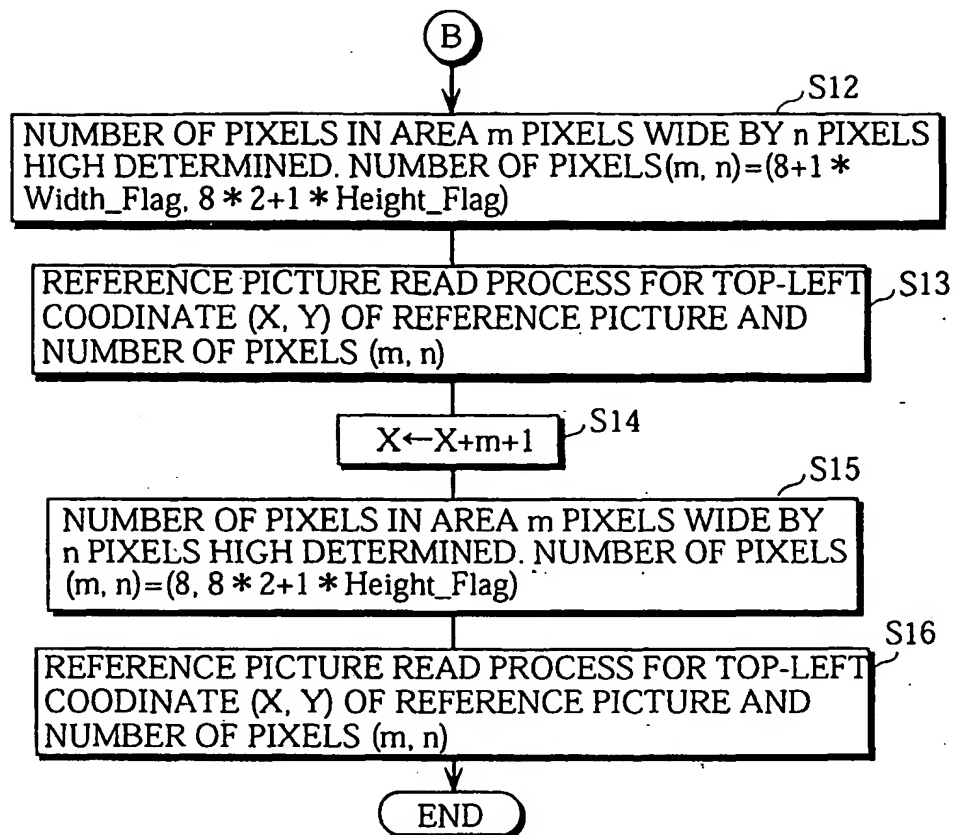 B
S12
NUMBER OF PIXELS IN AREA m PIXELS WIDE BY n PIXELS
HIGH DETERMINED. NUMBER OF PIXELS(m, n)=(8+1 *
Width_Flag, 8 * 2+1 * Height_Flag)
S13
REFERENCE PICTURE READ PROCESS FOR TOP-LEFT
COODINATE (X, Y) OF REFERENCE PICTURE AND
NUMBER OF PIXELS (m, n)
S14
X←X+m+1
S15
NUMBER OF PIXELS IN AREA m PIXELS WIDE BY
n PIXELS HIGH DETERMINED. NUMBER OF PIXELS
(m, n)=(8, 8 * 2+1 * Height_Flag)
S16
REFERENCE PICTURE READ PROCESS FOR TOP-LEFT
COODINATE (X, Y) OF REFERENCE PICTURE AND
NUMBER OF PIXELS (m, n)
END